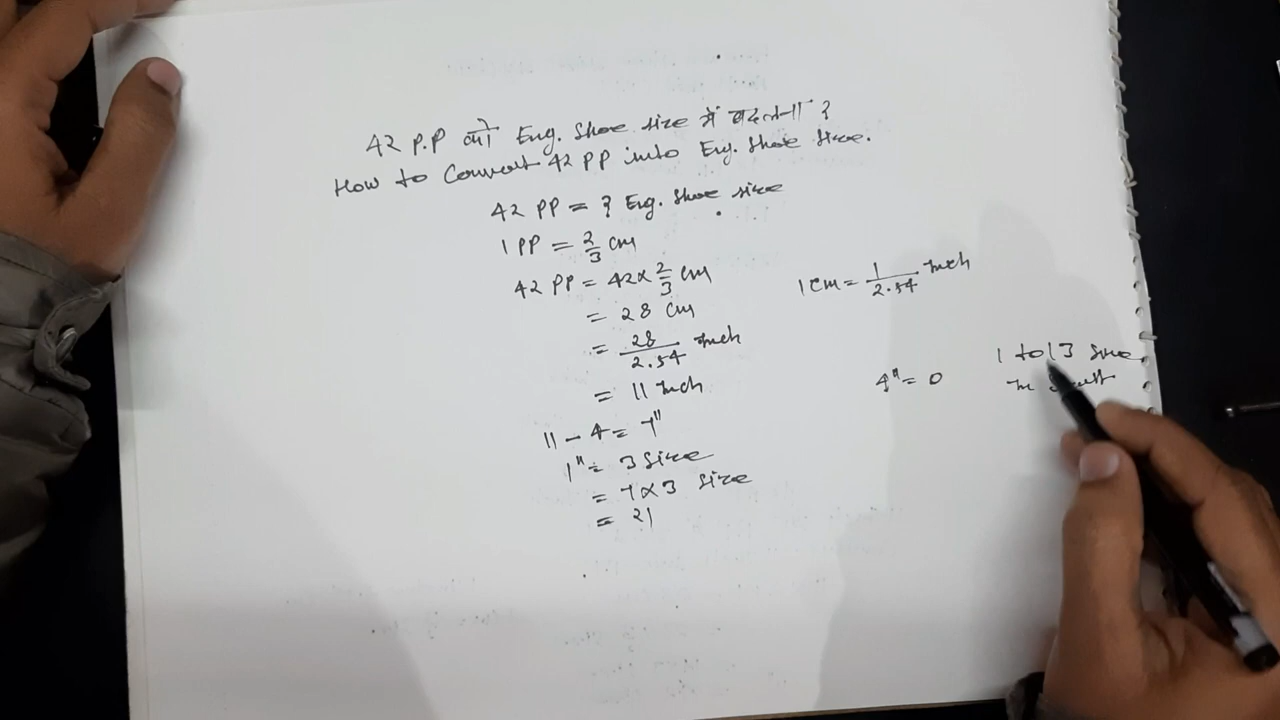 42 P.P को Eng. Shoe size में बदलना ?
How to Convert 42 PP into Eng. Shoe Size.
42 PP = ? Eng. Shoe size
1 PP = 2/3 cm
42 PP = 42 x 2/3 cm
= 28 cm
= 28/2.54 Inch
= 11 Inch
11 - 4 = 7"
1" = 3 Size
= 7 x 3 Size
= 21
1 cm = 1/2.54 Inch
4" = 0
1 to 13 Size
In